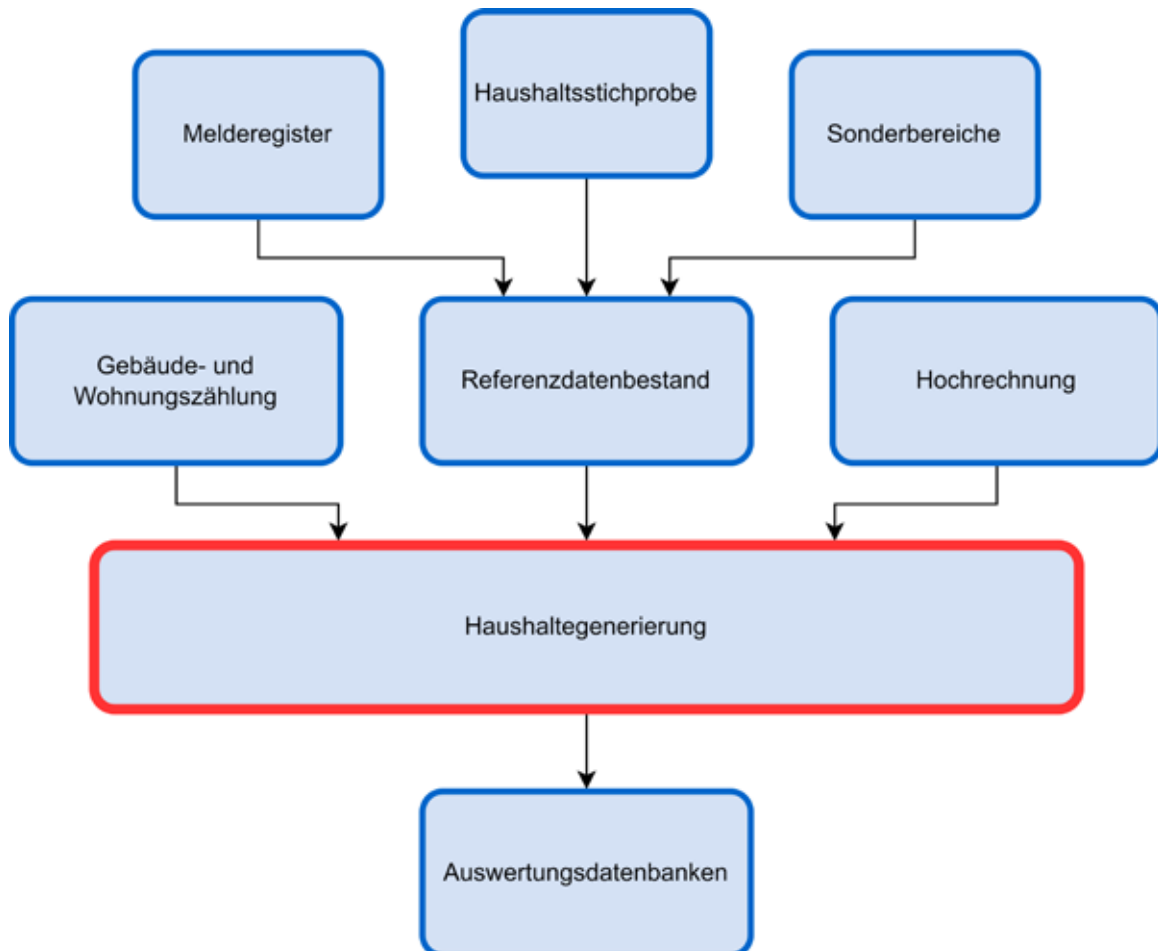 Haushaltsstichprobe
Melderegister
Sonderbereiche
Gebäude- und
Wohnungszählung
Referenzdatenbestand
Hochrechnung
Haushaltegenerierung
Auswertungsdatenbanken